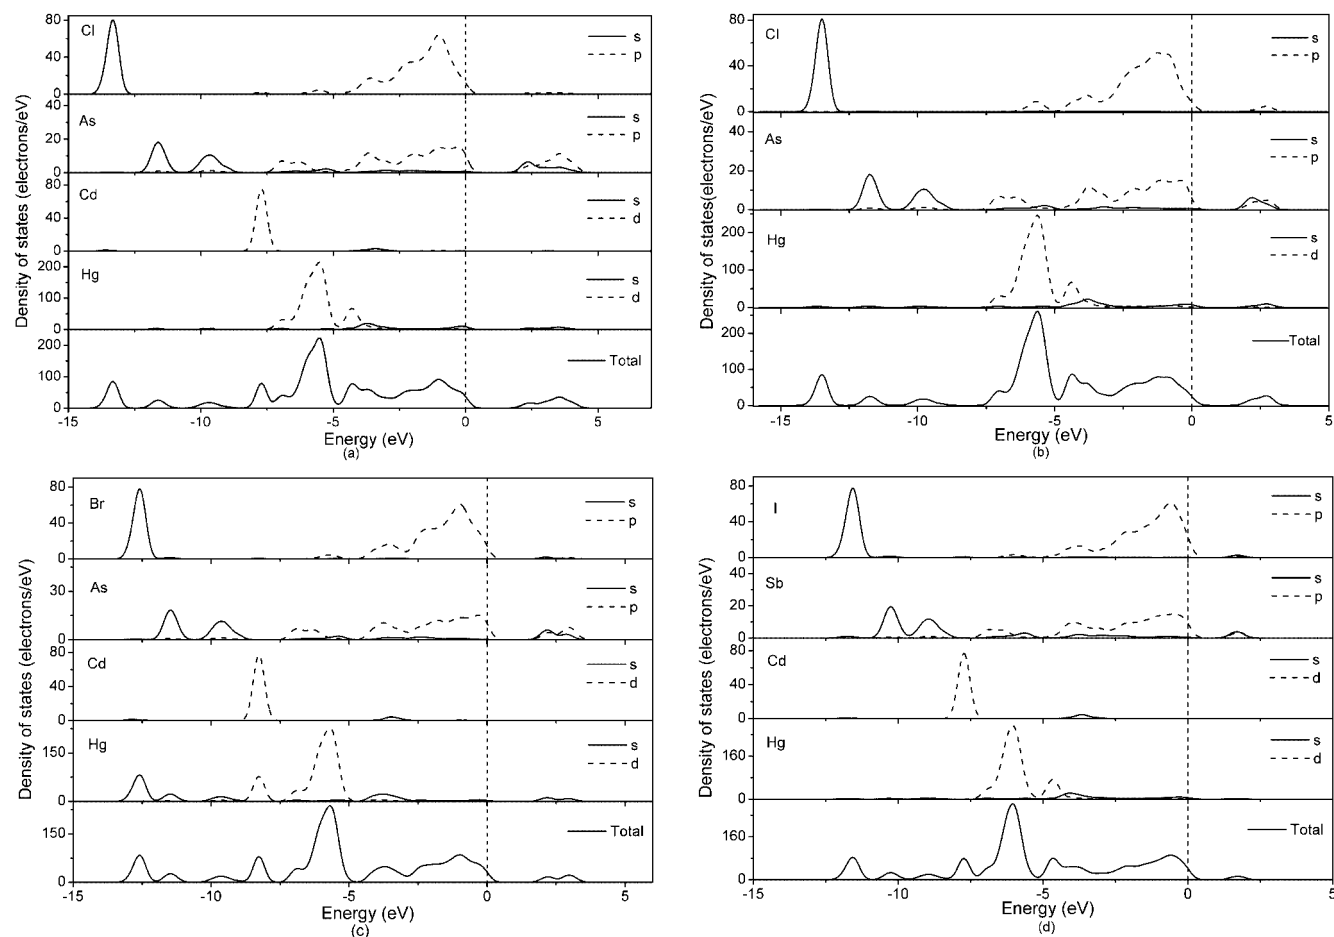 Density of states (electrons/eV)
80
40
0
Cl
s
p
40
20
0
As
s
p
80
40
0
Cd
s
d
200
100
0
Hg
s
d
200
100
0
Total
-15 -10 -5 0 5
Energy (eV)
(a)
Density of states(electrons/eV)
80
40
0
Cl
s
p
40
20
0
As
s
p
200
100
0
Hg
s
d
200
100
0
Total
-15 -10 -5 0 5
Energy (eV)
(b)
Density of states (electrons/eV)
80
40
0
Br
s
p
30
0
As
s
p
80
40
0
Cd
s
d
150
0
Hg
s
d
150
0
Total
-15 -10 -5 0 5
Energy (eV)
(c)
Density of states (electrons/eV)
80
40
0
I
s
p
40
20
0
Sb
s
p
80
40
0
Cd
s
d
160
0
Hg
s
d
160
0
Total
-15 -10 -5 0 5
Energy (eV)
(d)